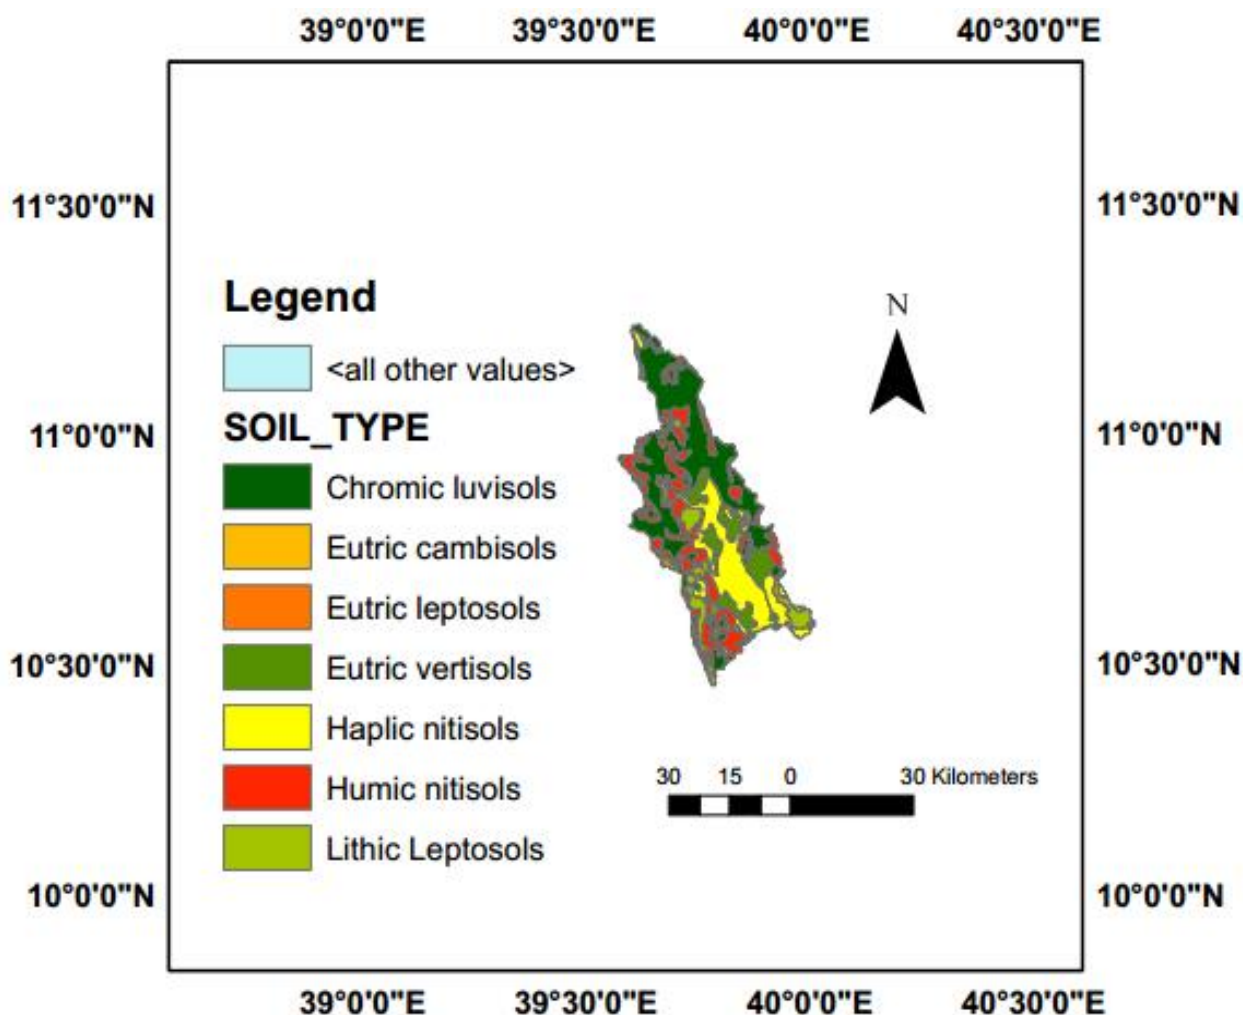 39°0'0"E 39°30'0"E 40°0'0"E 40°30'0"E
11°30'0"N 11°30'0"N
Legend
N
<all other values>
SOIL_TYPE
11°0'0"N 11°0'0"N
Chromic luvisols
Eutric cambisols
Eutric leptosols
Eutric vertisols
10°30'0"N 10°30'0"N
Haplic nitisols
30 15 0 30 Kilometers
Humic nitisols
Lithic Leptosols
10°0'0"N 10°0'0"N
39°0'0"E 39°30'0"E 40°0'0"E 40°30'0"E